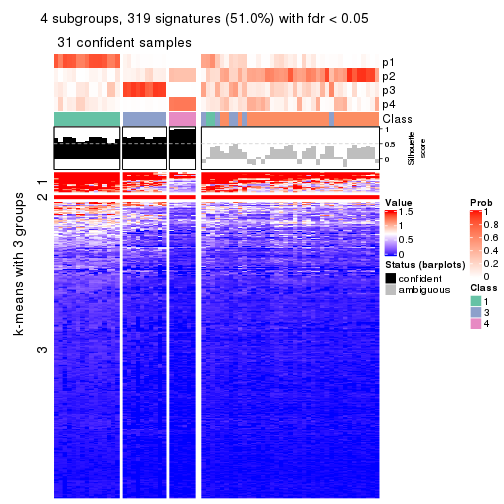 4 subgroups, 319 signatures (51.0%) with fdr < 0.05
31 confident samples
p1
p2
p3
p4
Class
1
0.5
0
Silhouette
score
k-means with 3 groups
1
2
3
Value
1.5
1
0.5
0
Status (barplots)
confident
ambiguous
Prob
1
0.8
0.6
0.4
0.2
0
Class
1
3
4